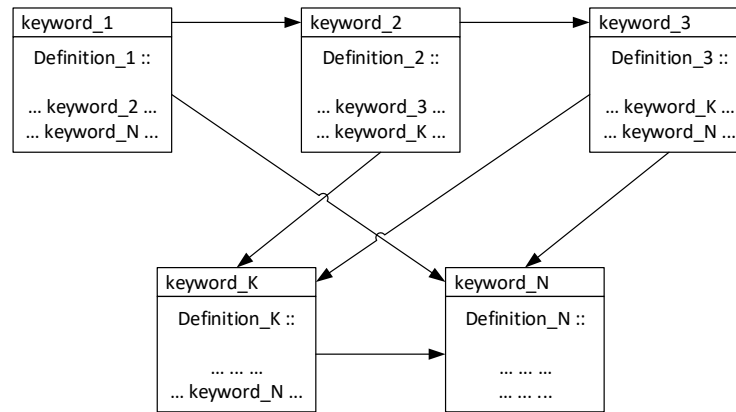 keyword_1
Definition_1 ::
... keyword_2 ...
... keyword_N ...
keyword_2
Definition_2 ::
... keyword_3 ...
... keyword_K ...
keyword_3
Definition_3 ::
... keyword_K ...
... keyword_N ...
keyword_K
Definition_K ::
... ... ...
... keyword_N ...
keyword_N
Definition_N ::
... ... ...
... ... ...